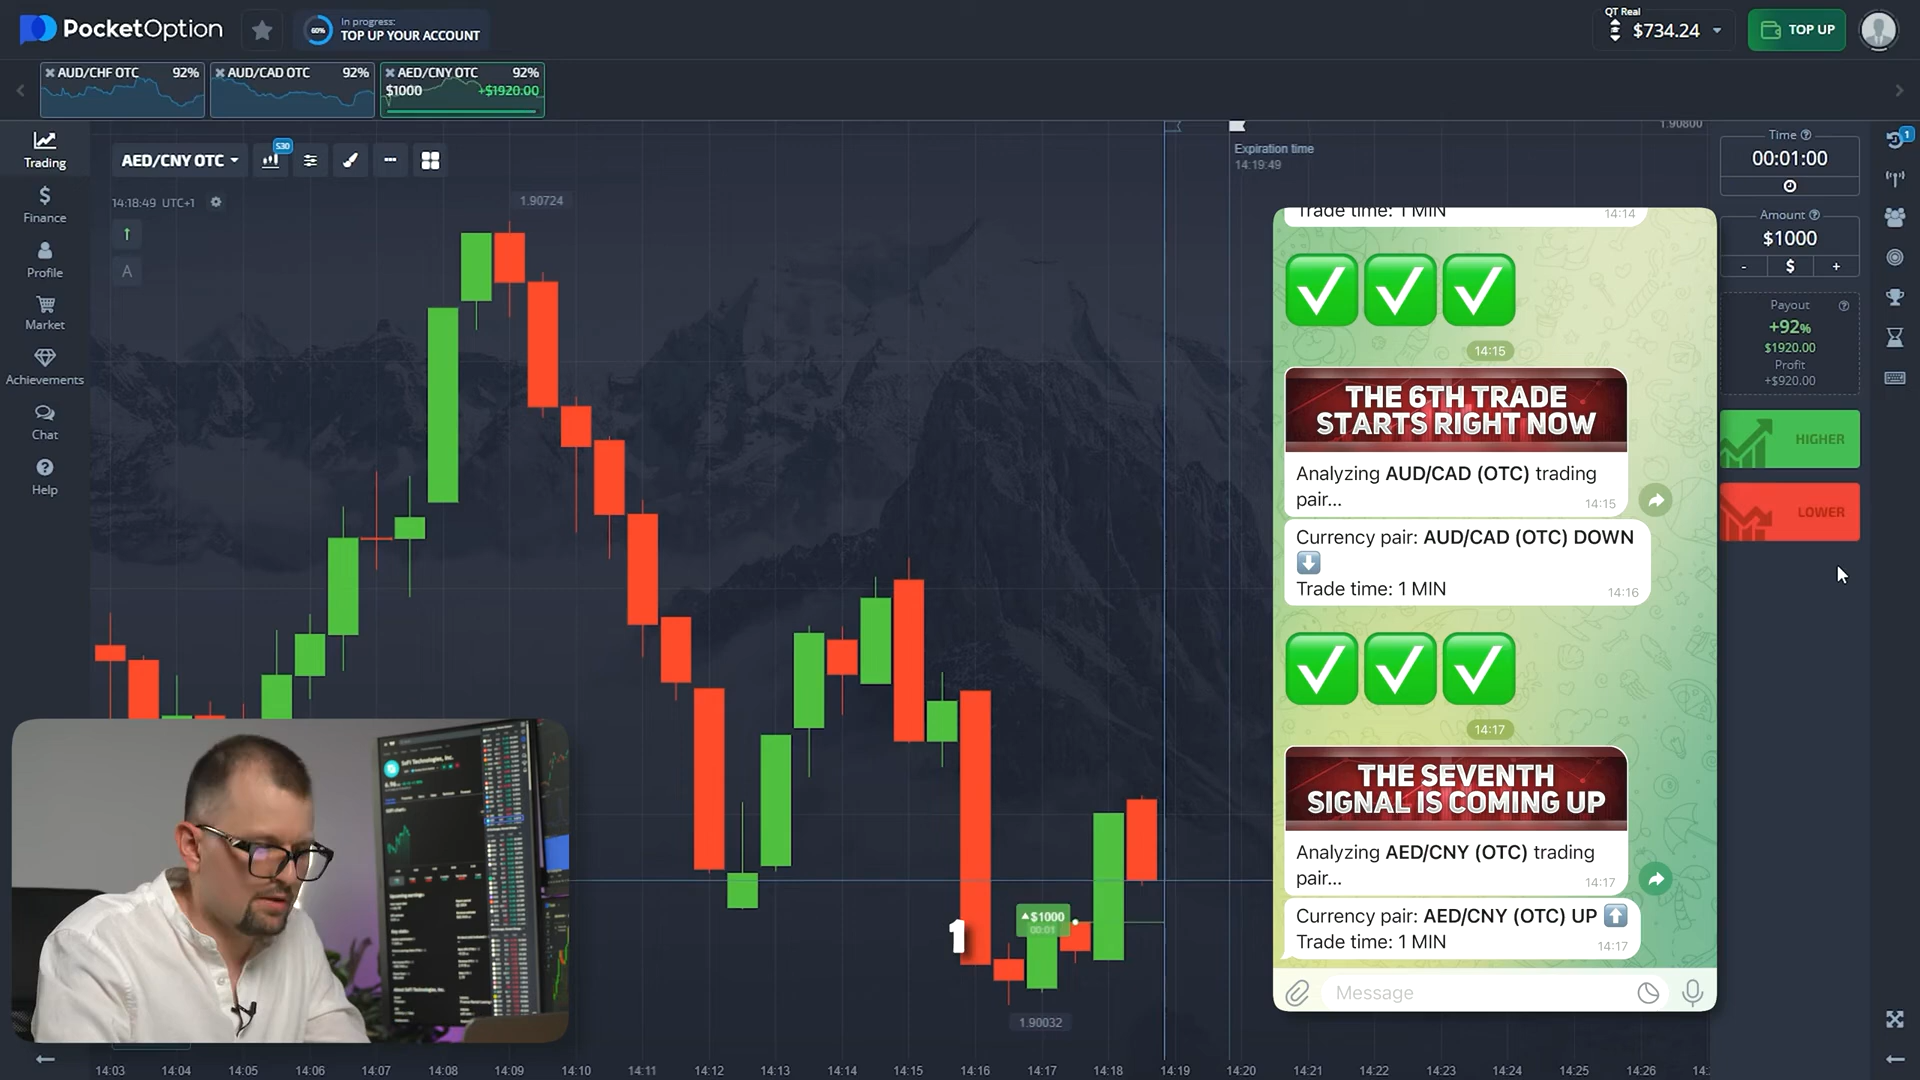 PocketOption
In progress:
60%
TOP UP YOUR ACCOUNT
QT Real
$734.24
TOP UP
AUD/CHF OTC 92%
AUD/CAD OTC 92%
AED/CNY OTC 92%
$1000 +$1920.00
Trading
Finance
Profile
Market
Achievements
Chat
Help
AED/CNY OTC
S30
14:18:49 UTC+1
A
1.90724
1.90800
Expiration time
14:19:49
Time
00:01:00
Amount
$1000
- $ +
Payout
+92%
$1920.00
Profit
+$920.00
HIGHER
LOWER
1
Trade time: 1 MIN
14:14
14:15
THE 6TH TRADE
STARTS RIGHT NOW
Analyzing AUD/CAD (OTC) trading
pair...
14:15
Currency pair: AUD/CAD (OTC) DOWN
⬇️
Trade time: 1 MIN
14:16
14:17
THE SEVENTH
SIGNAL IS COMING UP
Analyzing AED/CNY (OTC) trading
pair...
14:17
Currency pair: AED/CNY (OTC) UP ⬆️
Trade time: 1 MIN
14:17
Message
$1000
00:01
1
1.90032
SoFi Technologies, Inc.
14:03 14:04 14:05 14:06 14:07 14:08 14:09 14:10 14:11 14:12 14:13 14:14 14:15 14:16 14:17 14:18 14:19 14:20 14:21 14:22 14:23 14:24 14:25 14:26